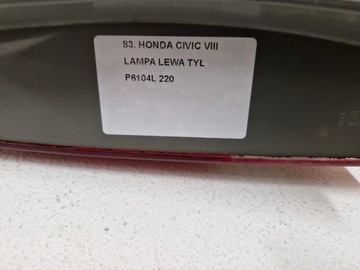 83. HONDA CIVIC VIII
LAMPA LEWA TYŁ
P6104L 220